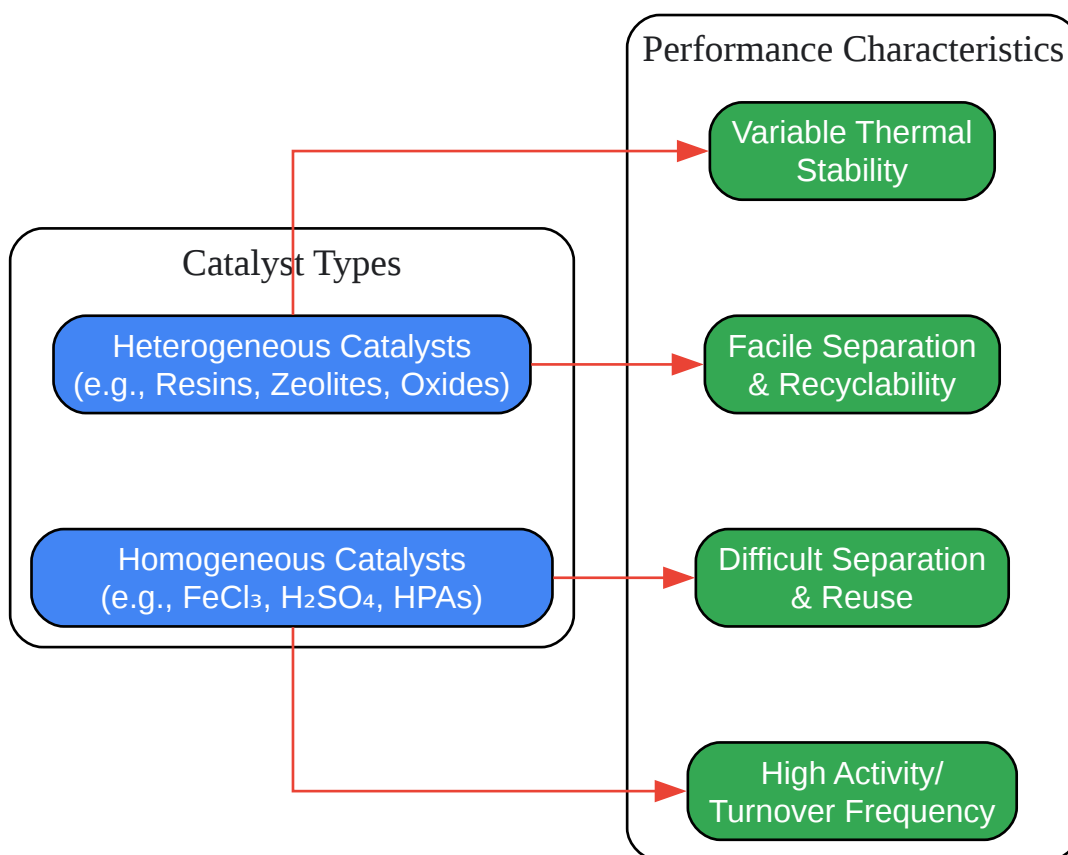 Performance Characteristics
Variable Thermal
Stability
Catalyst Types
Heterogeneous Catalysts
(e.g., Resins, Zeolites, Oxides)
Facile Separation
& Recyclability
Homogeneous Catalysts
(e.g., FeCl₃, H₂SO₄, HPAs)
Difficult Separation
& Reuse
High Activity/
Turnover Frequency